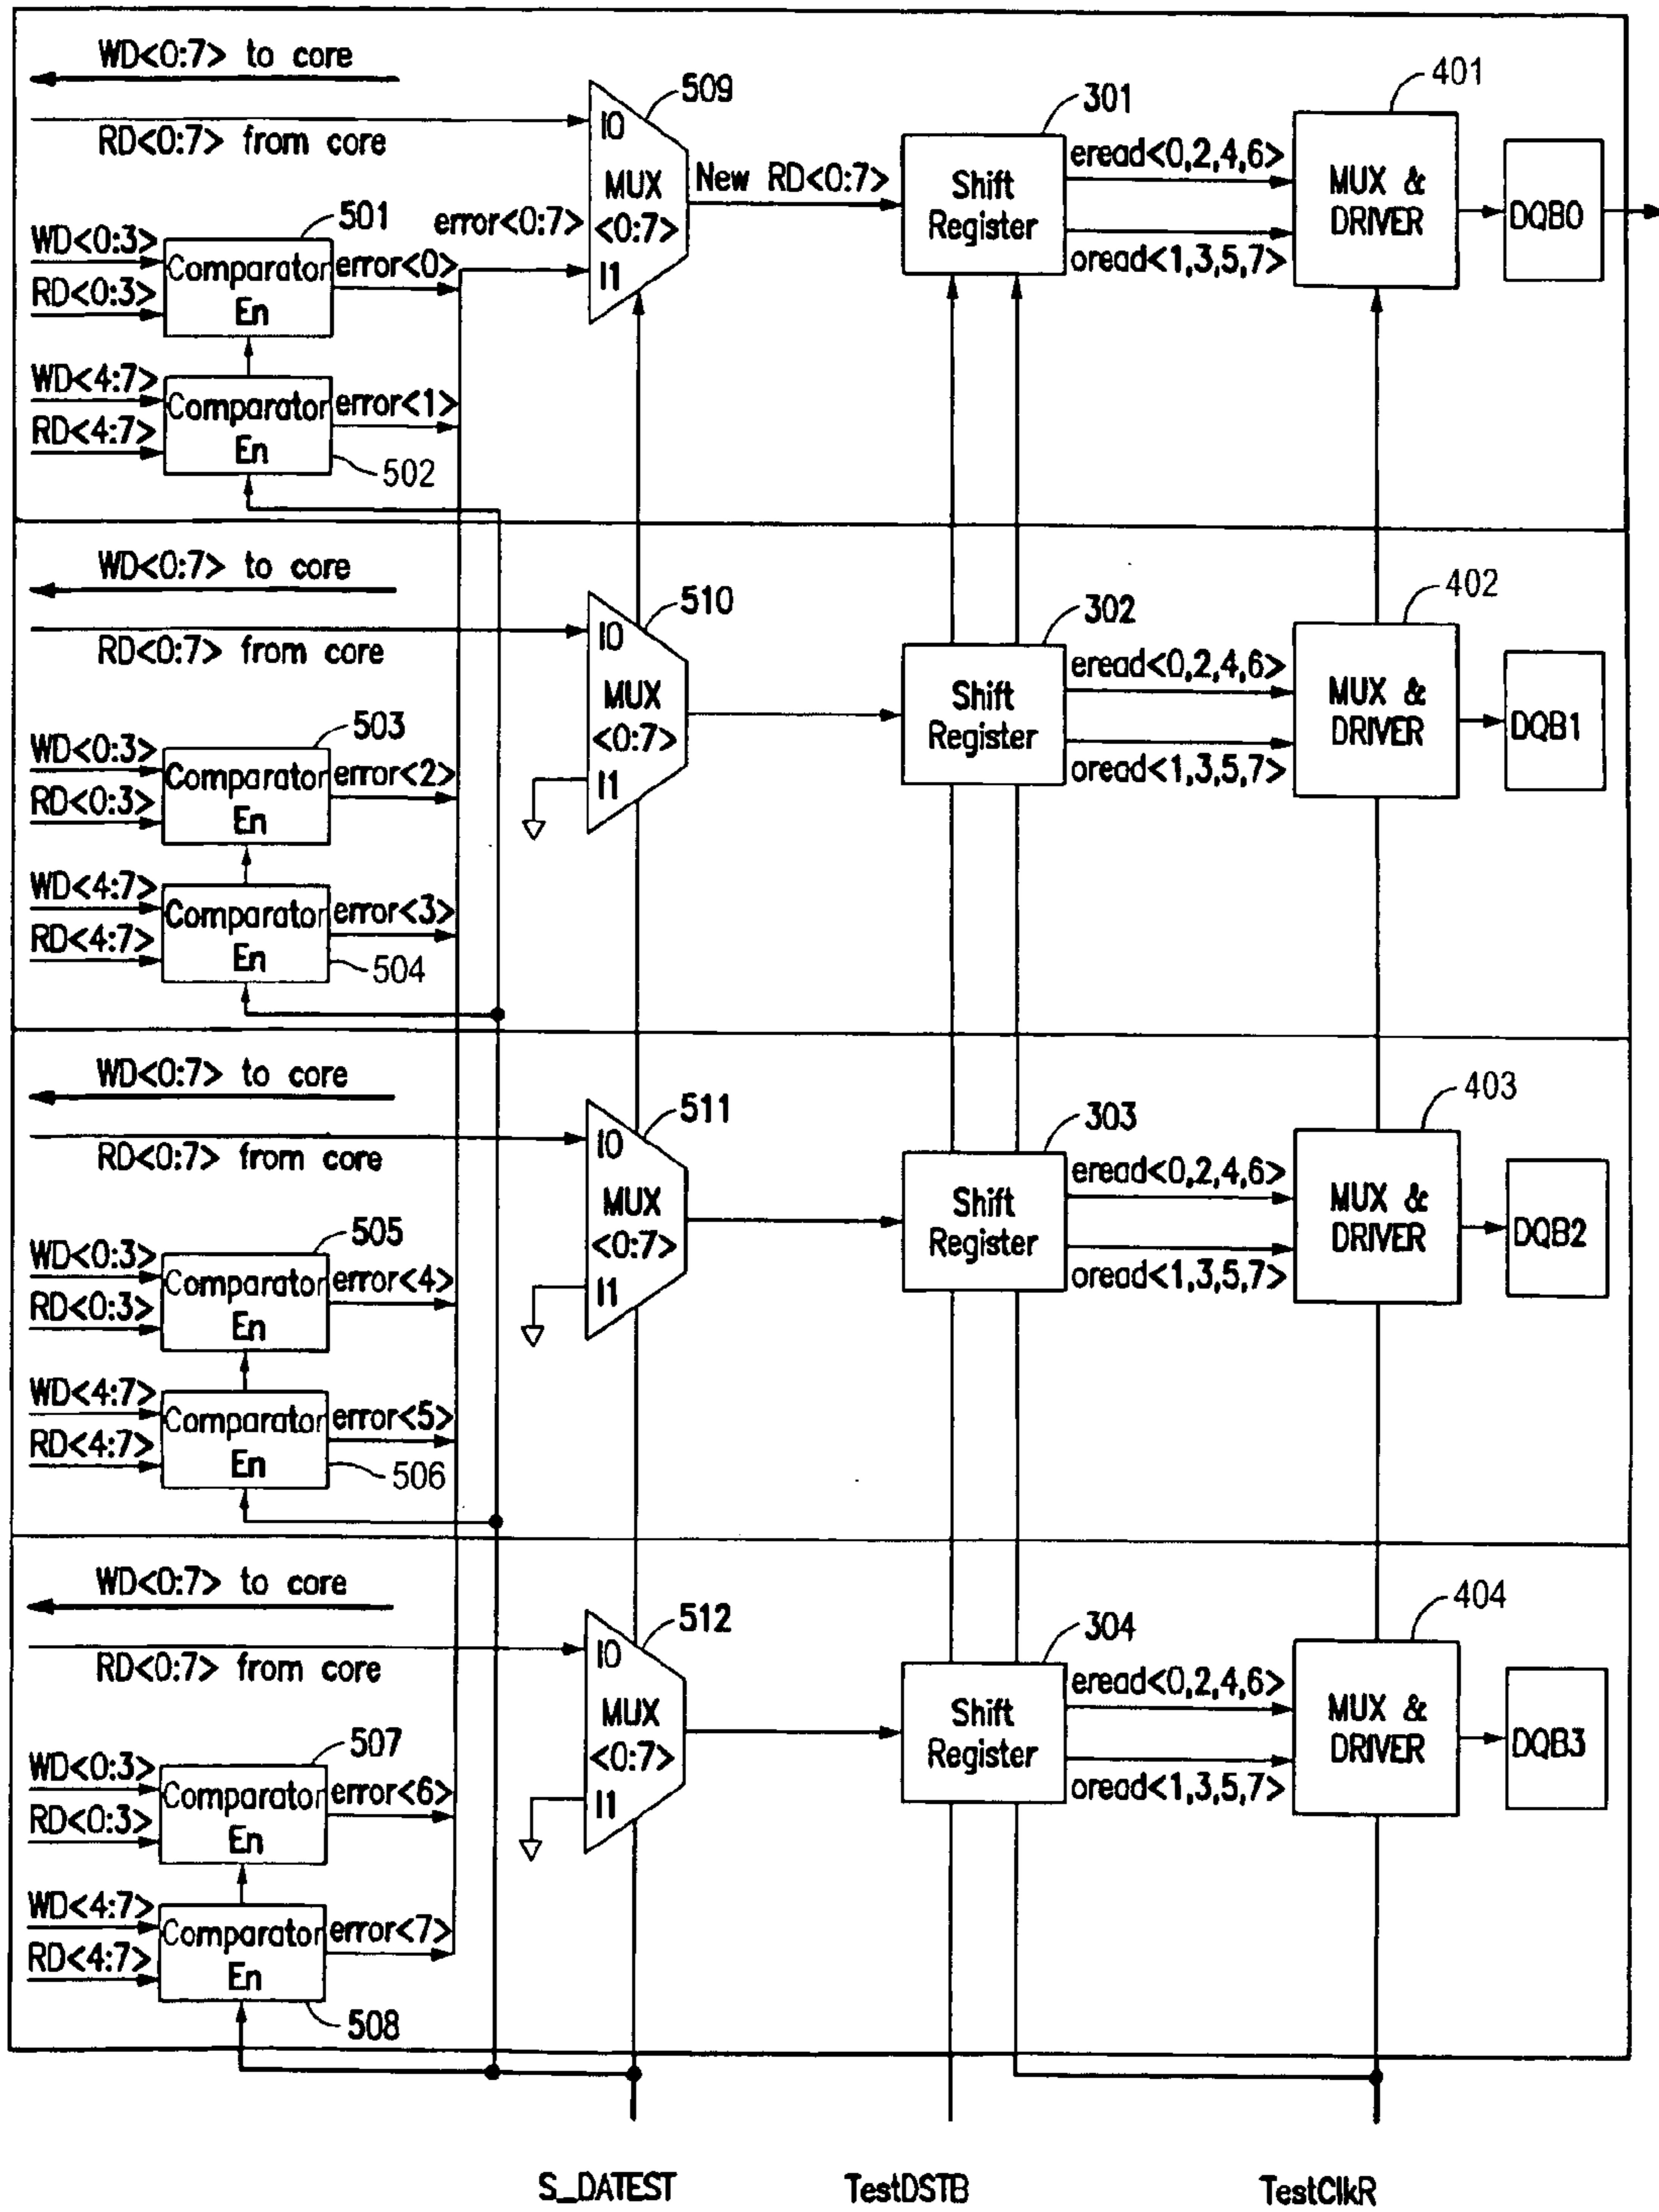 WD<0:7> to core
RD<0:7> from core
509
I0
MUX
<0:7>
I1
New RD<0:7>
301
Shift
Register
eread<0,2,4,6>
oread<1,3,5,7>
401
MUX &
DRIVER
DQB0
error<0:7>
501
WD<0:3>
RD<0:3>
Comparator
En
error<0>
WD<4:7>
RD<4:7>
Comparator
En
error<1>
502
WD<0:7> to core
RD<0:7> from core
510
I0
MUX
<0:7>
I1
302
Shift
Register
eread<0,2,4,6>
oread<1,3,5,7>
402
MUX &
DRIVER
DQB1
503
WD<0:3>
RD<0:3>
Comparator
En
error<2>
WD<4:7>
RD<4:7>
Comparator
En
error<3>
504
WD<0:7> to core
RD<0:7> from core
511
I0
MUX
<0:7>
I1
303
Shift
Register
eread<0,2,4,6>
oread<1,3,5,7>
403
MUX &
DRIVER
DQB2
505
WD<0:3>
RD<0:3>
Comparator
En
error<4>
WD<4:7>
RD<4:7>
Comparator
En
error<5>
506
WD<0:7> to core
RD<0:7> from core
512
I0
MUX
<0:7>
I1
304
Shift
Register
eread<0,2,4,6>
oread<1,3,5,7>
404
MUX &
DRIVER
DQB3
507
WD<0:3>
RD<0:3>
Comparator
En
error<6>
WD<4:7>
RD<4:7>
Comparator
En
error<7>
508
S_DATEST
TestDSTB
TestClkR